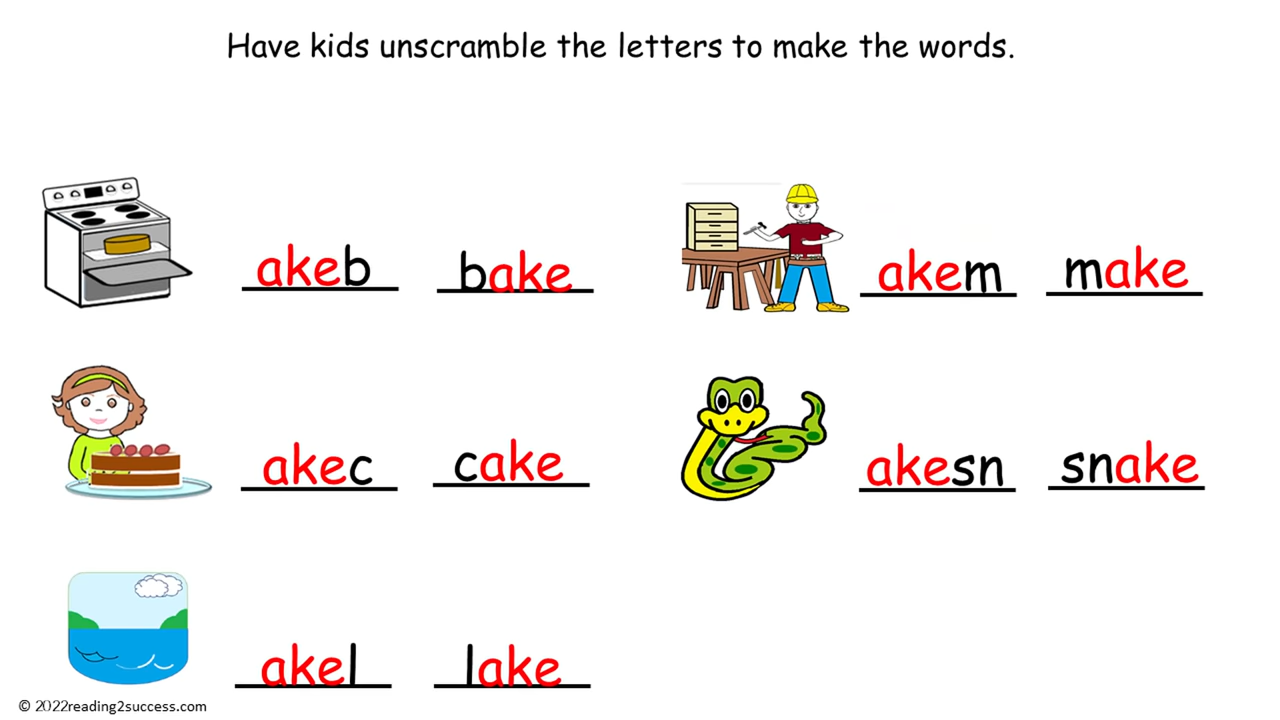 Have kids unscramble the letters to make the words.
akeb bake
akem make
akec cake
akesn snake
akel lake
© 2022reading2success.com